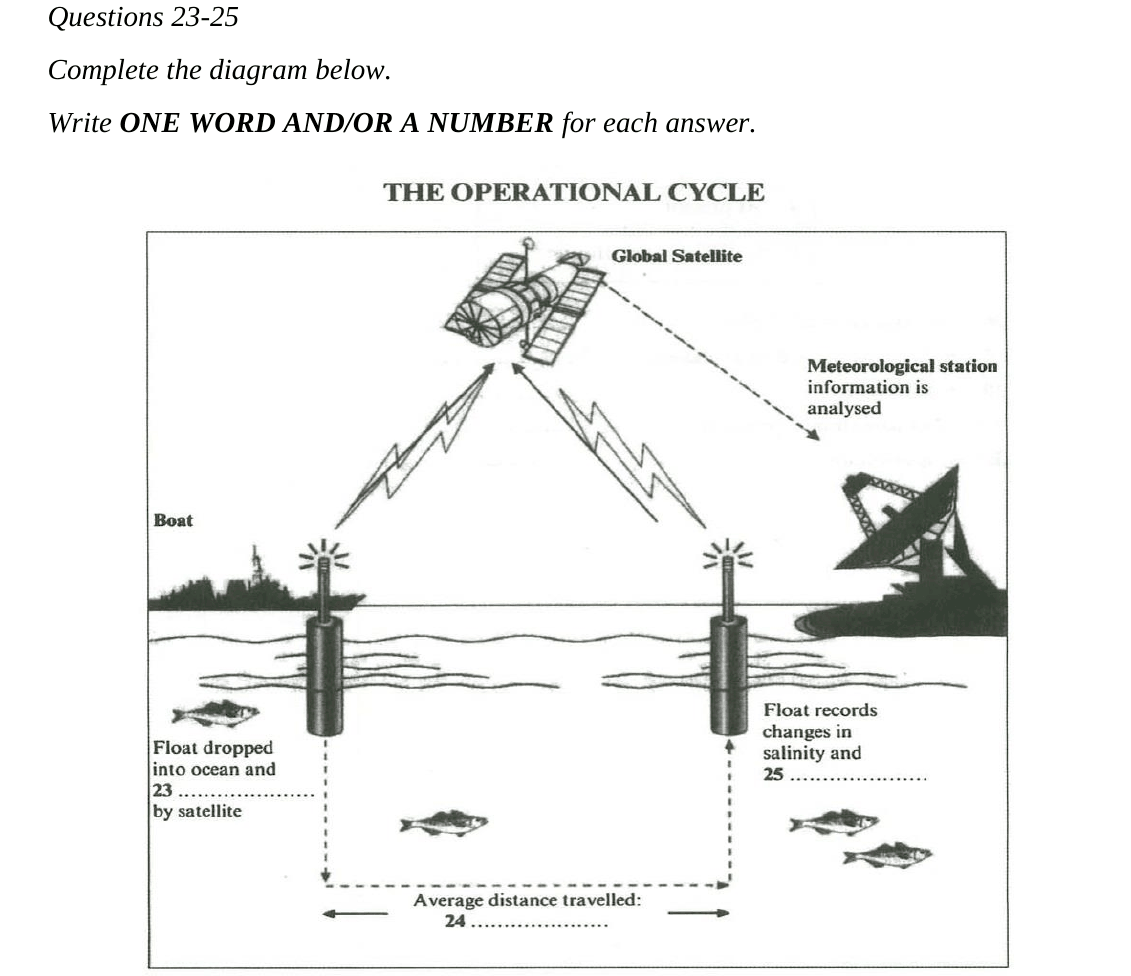 Questions 23-25
Complete the diagram below.
Write ONE WORD AND/OR A NUMBER for each answer.
THE OPERATIONAL CYCLE
Global Satellite
Meteorological station
information is
analysed
Boat
Float dropped
into ocean and
23 ......................
by satellite
Float records
changes in
salinity and
25 ......................
Average distance travelled:
24 ......................